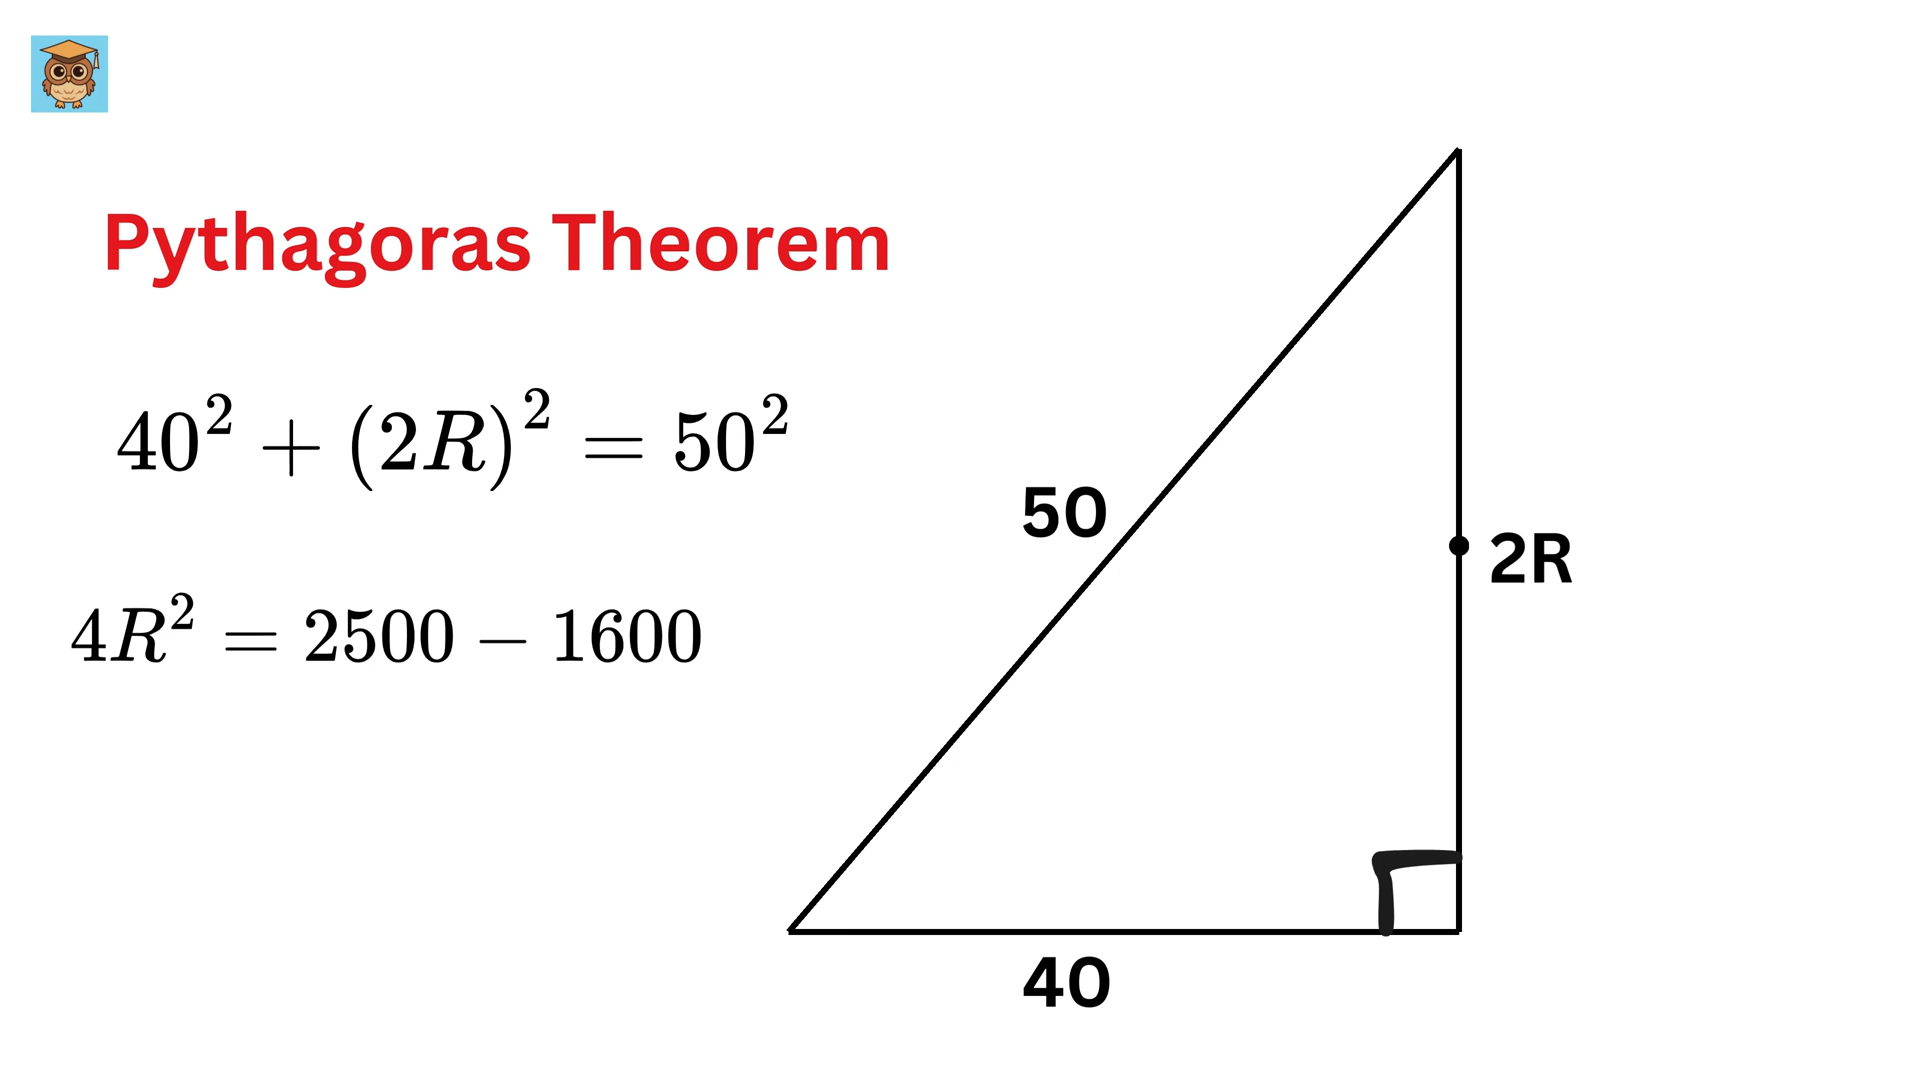 Pythagoras Theorem
40² + (2R)² = 50²
50
2R
4R² = 2500 − 1600
40